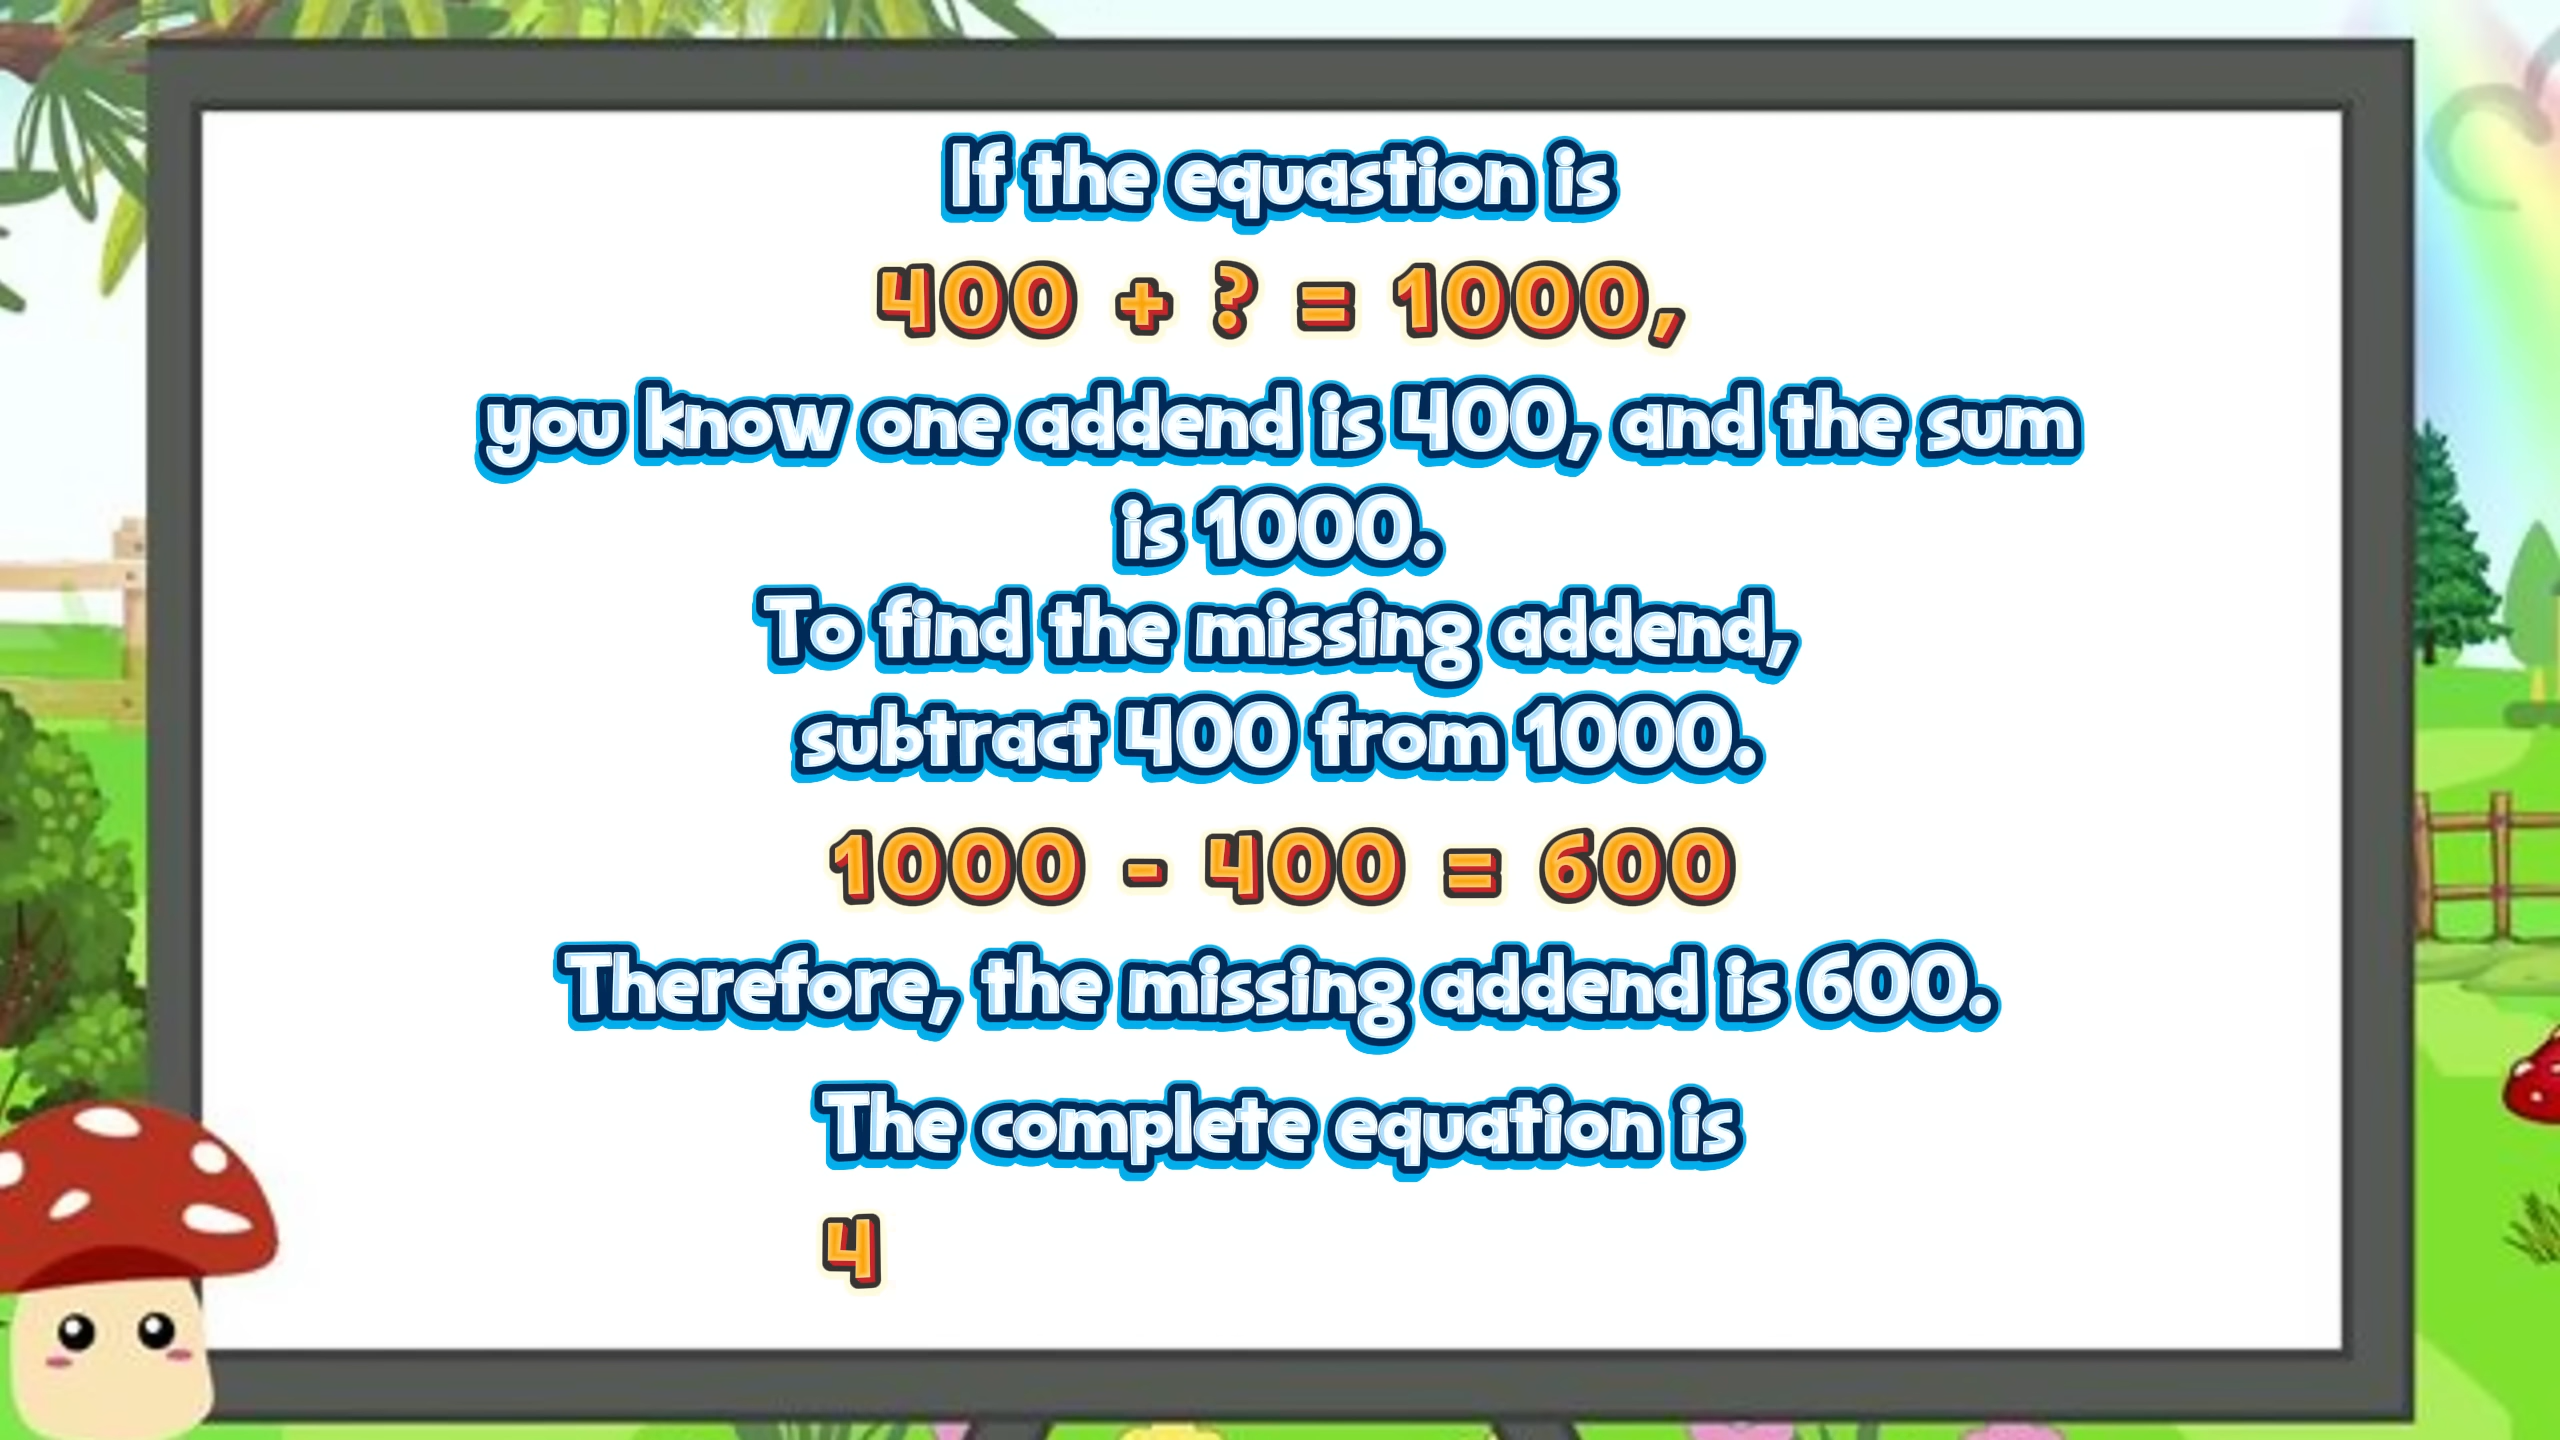 If the equastion is
400 + ? = 1000,
you know one addend is 400, and the sum
is 1000.
To find the missing addend,
subtract 400 from 1000.
1000 - 400 = 600
Therefore, the missing addend is 600.
The complete equation is
4